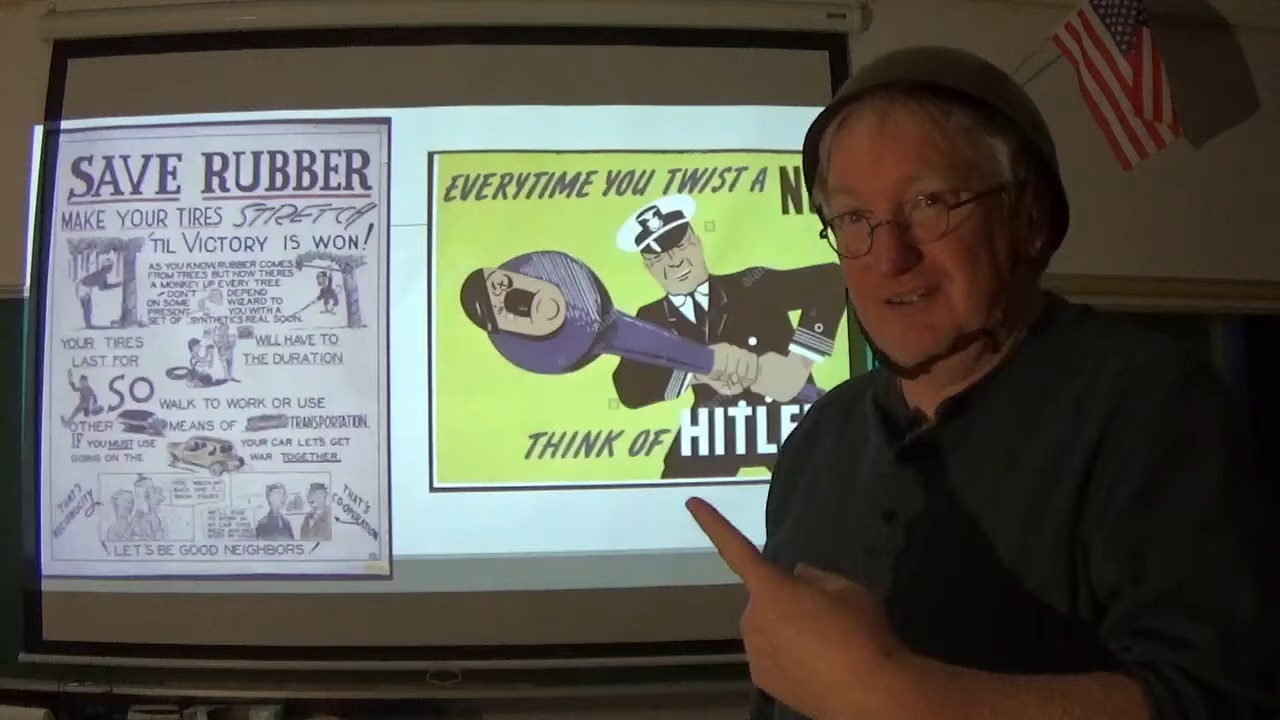 SAVE RUBBER
MAKE YOUR TIRES STRETCH
'TIL VICTORY IS WON!
AS YOU KNOW, RUBBER COMES
FROM TREES BUT NOW THERES
A MONKEY UP EVERY TREE
DON'T DEPEND
ON SOME WIZARD TO
PRESENT YOU WITH A
SET OF SYNTHETICS REAL SOON.
YOUR TIRES WILL HAVE TO
LAST FOR THE DURATION
SO WALK TO WORK OR USE
OTHER MEANS OF TRANSPORTATION.
IF YOU MUST USE YOUR CAR LET'S GET
GOING ON THE WAR TOGETHER.
THAT'S RECIPROCITY
THAT'S CO-OPERATION
LET'S BE GOOD NEIGHBORS!
EVERYTIME YOU TWIST A N
THINK OF HITLE